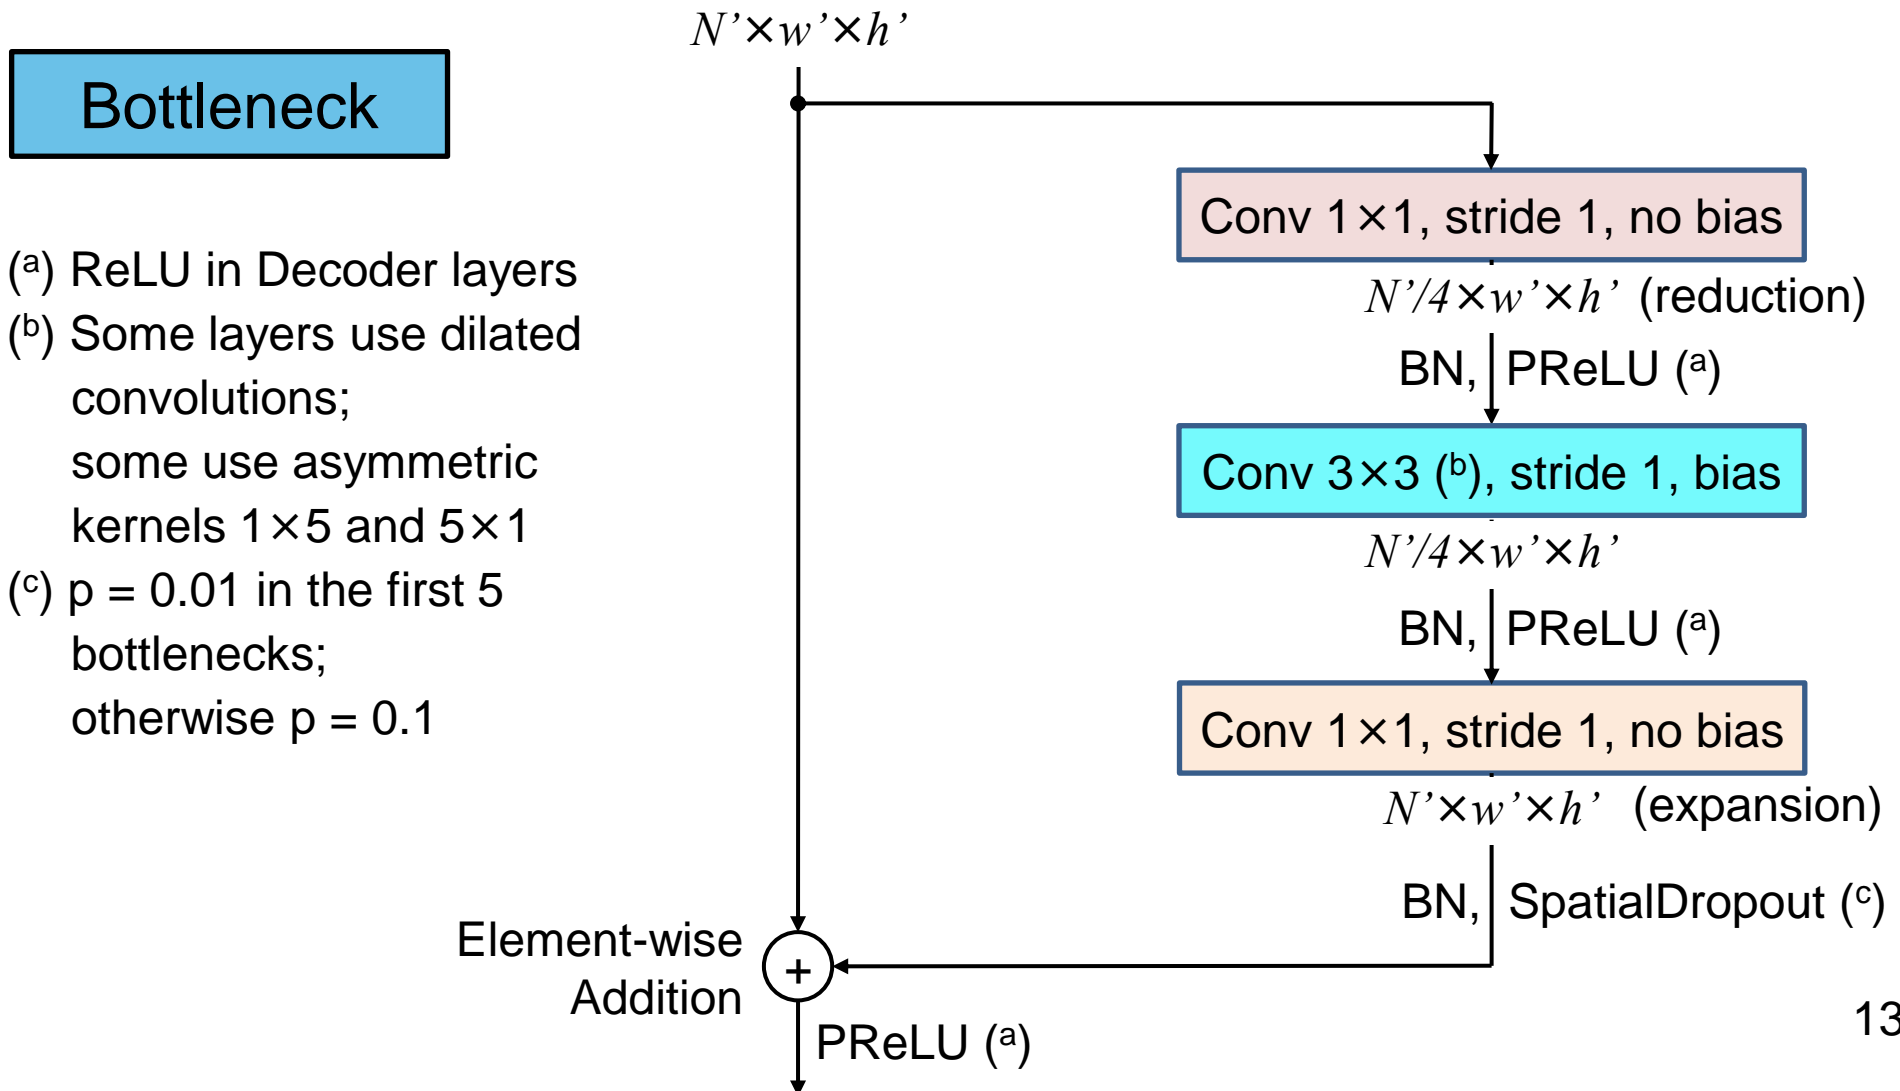 N’×w’×h’
Bottleneck
(a) ReLU in Decoder layers
(b) Some layers use dilated
convolutions;
some use asymmetric
kernels 1×5 and 5×1
(c) p = 0.01 in the first 5
bottlenecks;
otherwise p = 0.1
Conv 1×1, stride 1, no bias
N’/4×w’×h’ (reduction)
BN, PReLU (a)
Conv 3×3 (b), stride 1, bias
N’/4×w’×h’
BN, PReLU (a)
Conv 1×1, stride 1, no bias
N’×w’×h’ (expansion)
BN, SpatialDropout (c)
Element-wise
Addition
+
PReLU (a)
13